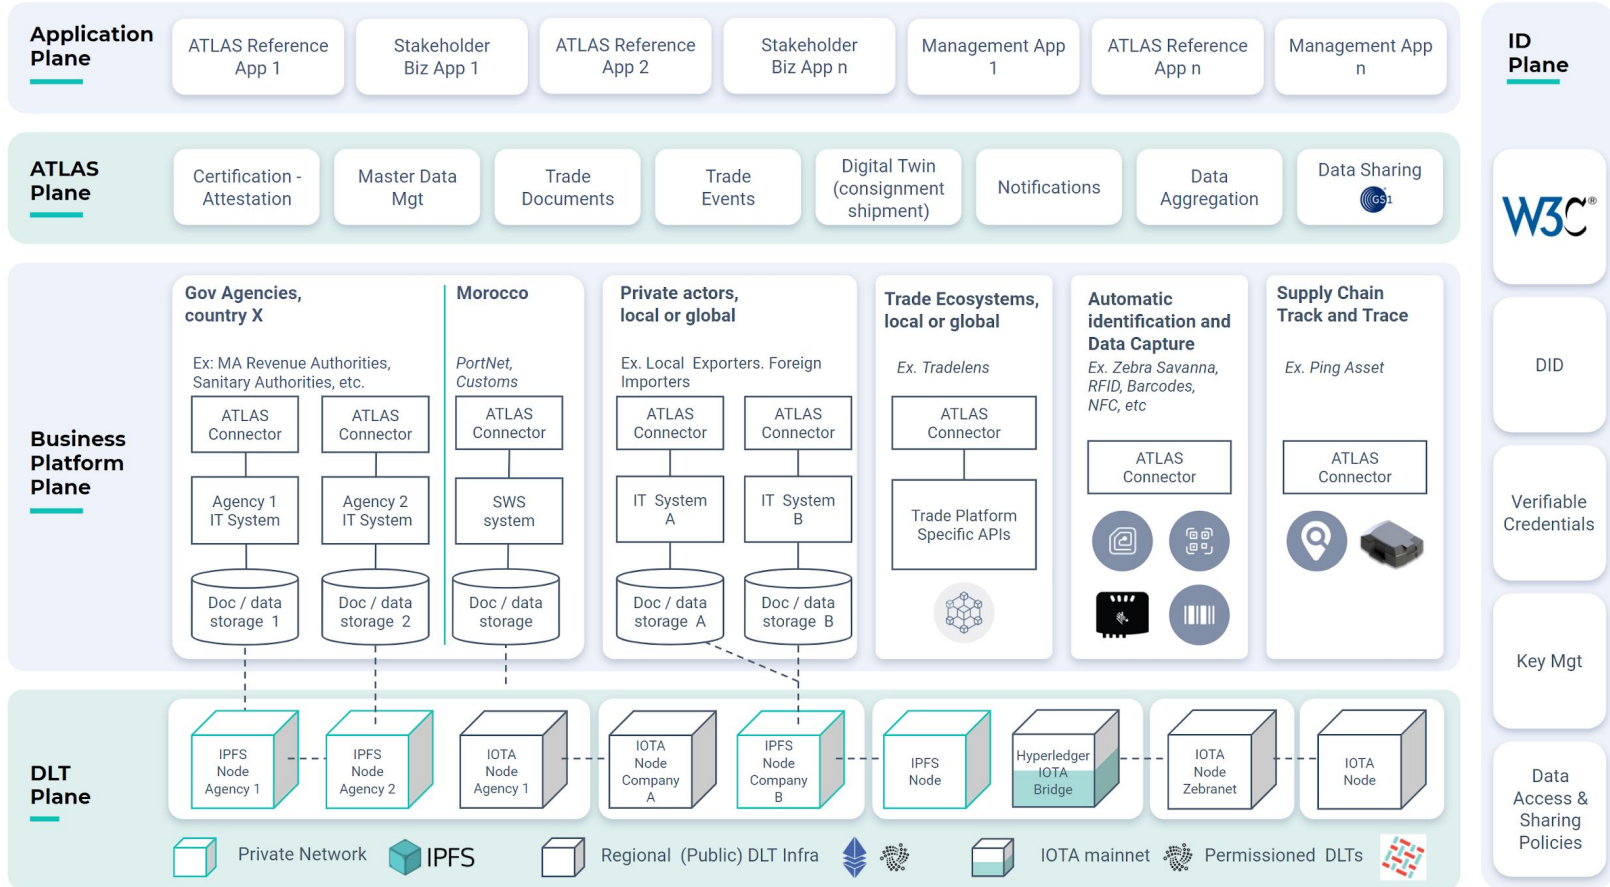 Application
Plane
ATLAS Reference
App 1
Stakeholder
Biz App 1
ATLAS Reference
App 2
Stakeholder
Biz App n
Management App
1
ATLAS Reference
App n
Management App
n
ID
Plane
ATLAS
Plane
Certification -
Attestation
Master Data
Mgt
Trade
Documents
Trade
Events
Digital Twin
(consignment
shipment)
Notifications
Data
Aggregation
Data Sharing
GS1
W3C®
DID
Verifiable
Credentials
Key Mgt
Data
Access &
Sharing
Policies
Business
Platform
Plane
Gov Agencies,
country X
Ex: MA Revenue Authorities,
Sanitary Authorities, etc.
ATLAS
Connector
Agency 1
IT System
Doc / data
storage 1
ATLAS
Connector
Agency 2
IT System
Doc / data
storage 2
Morocco
PortNet,
Customs
ATLAS
Connector
SWS
system
Doc / data
storage
Private actors,
local or global
Ex. Local Exporters. Foreign
Importers
ATLAS
Connector
IT System
A
Doc / data
storage A
ATLAS
Connector
IT System
B
Doc / data
storage B
Trade Ecosystems,
local or global
Ex. Tradelens
ATLAS
Connector
Trade Platform
Specific APIs
Automatic
identification and
Data Capture
Ex. Zebra Savanna,
RFID, Barcodes,
NFC, etc
ATLAS
Connector
Supply Chain
Track and Trace
Ex. Ping Asset
ATLAS
Connector
DLT
Plane
IPFS
Node
Agency 1
IPFS
Node
Agency 2
IOTA
Node
Agency 1
IOTA
Node
Company
A
IPFS
Node
Company
B
IPFS
Node
Hyperledger
IOTA
Bridge
IOTA
Node
Zebranet
IOTA
Node
Private Network
IPFS
Regional (Public) DLT Infra
IOTA mainnet
Permissioned DLTs